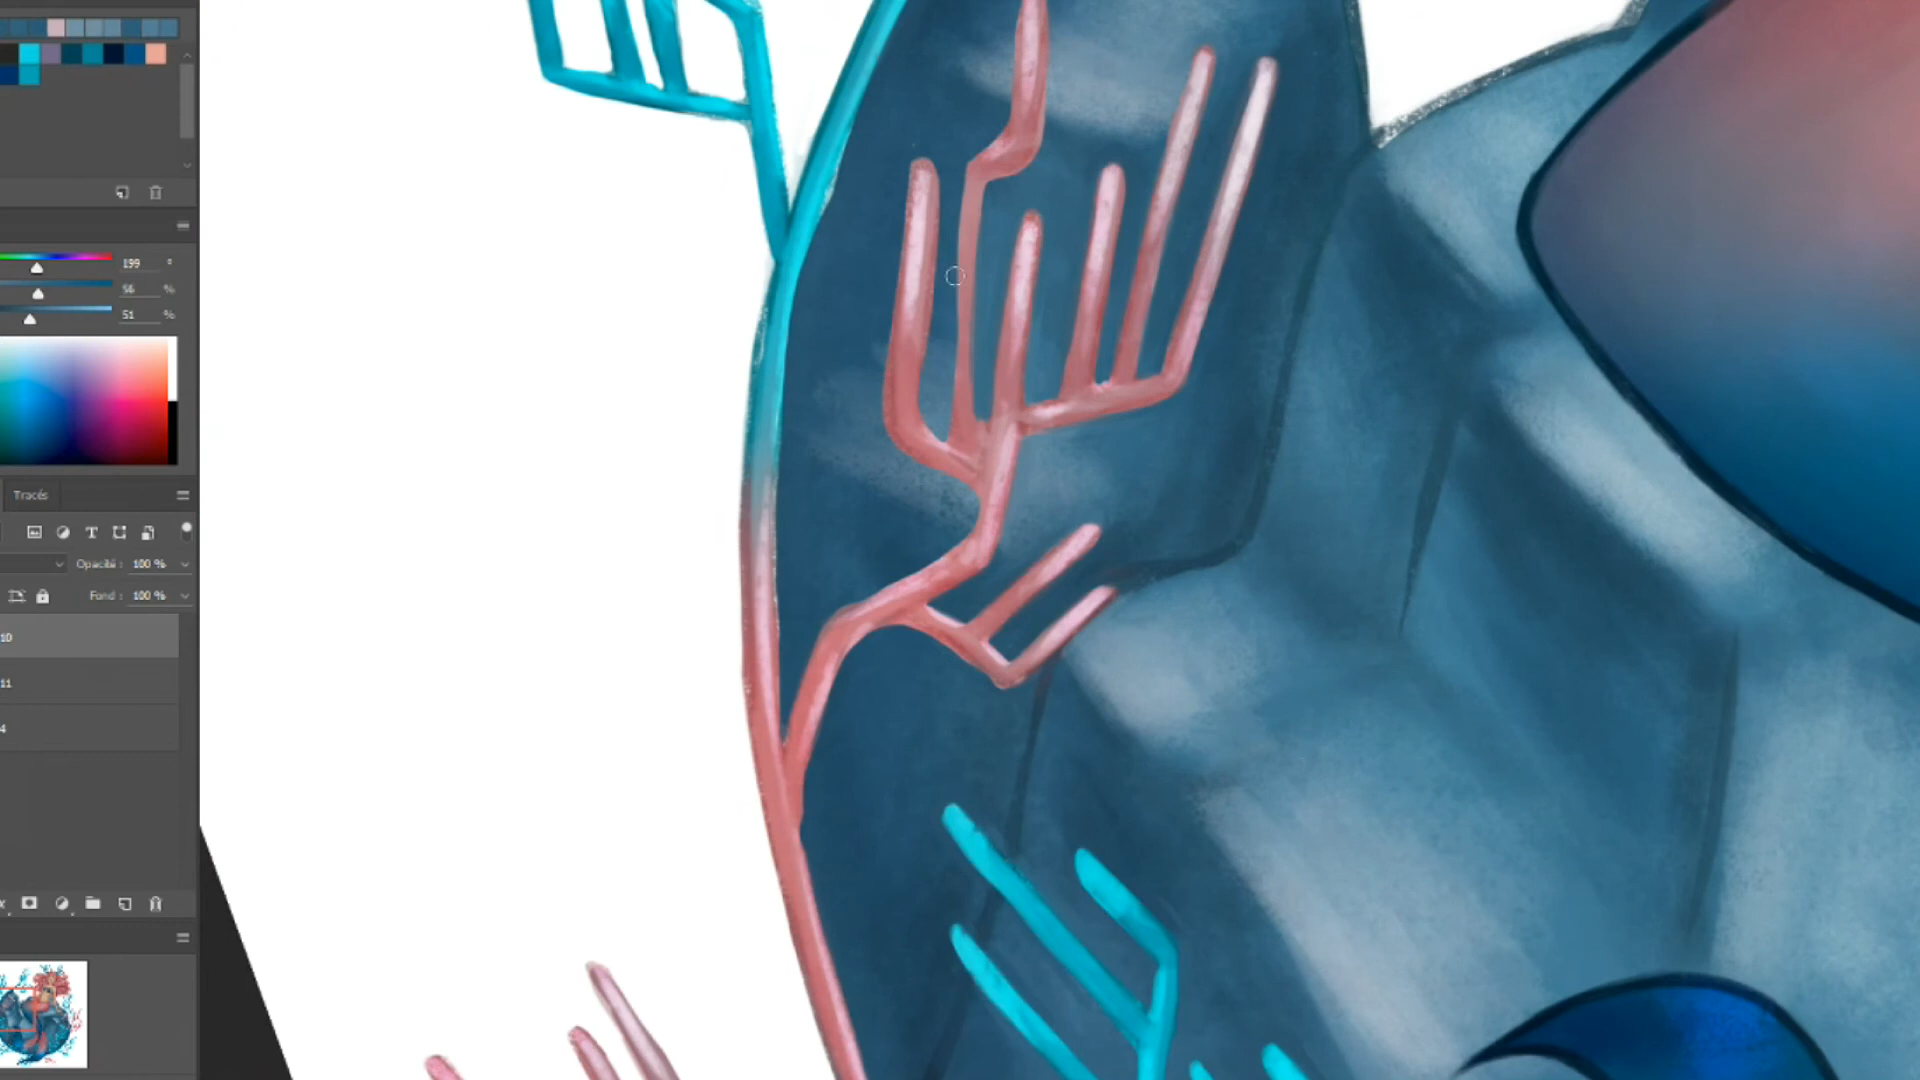 199 °
56 %
51 %
Tracés
Opacité : 100 %
Fond : 100 %
10
11
4